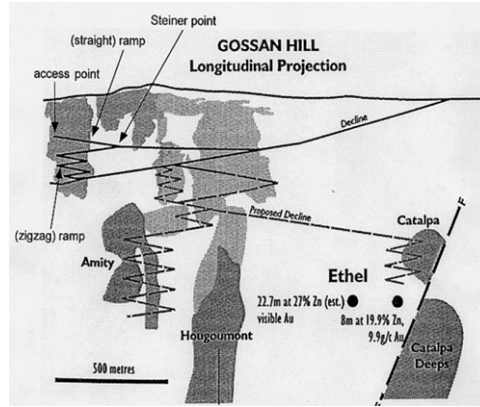 Steiner point
(straight) ramp
GOSSAN HILL
Longitudinal Projection
access point
Decline
(zigzag) ramp
Proposed Decline
Catalpa
F
Amity
Ethel
22.7m at 27% Zn (est.)
visible Au
8m at 19.9% Zn,
9.9g/t Au
Hougoumont
Catalpa
Deeps
500 metres